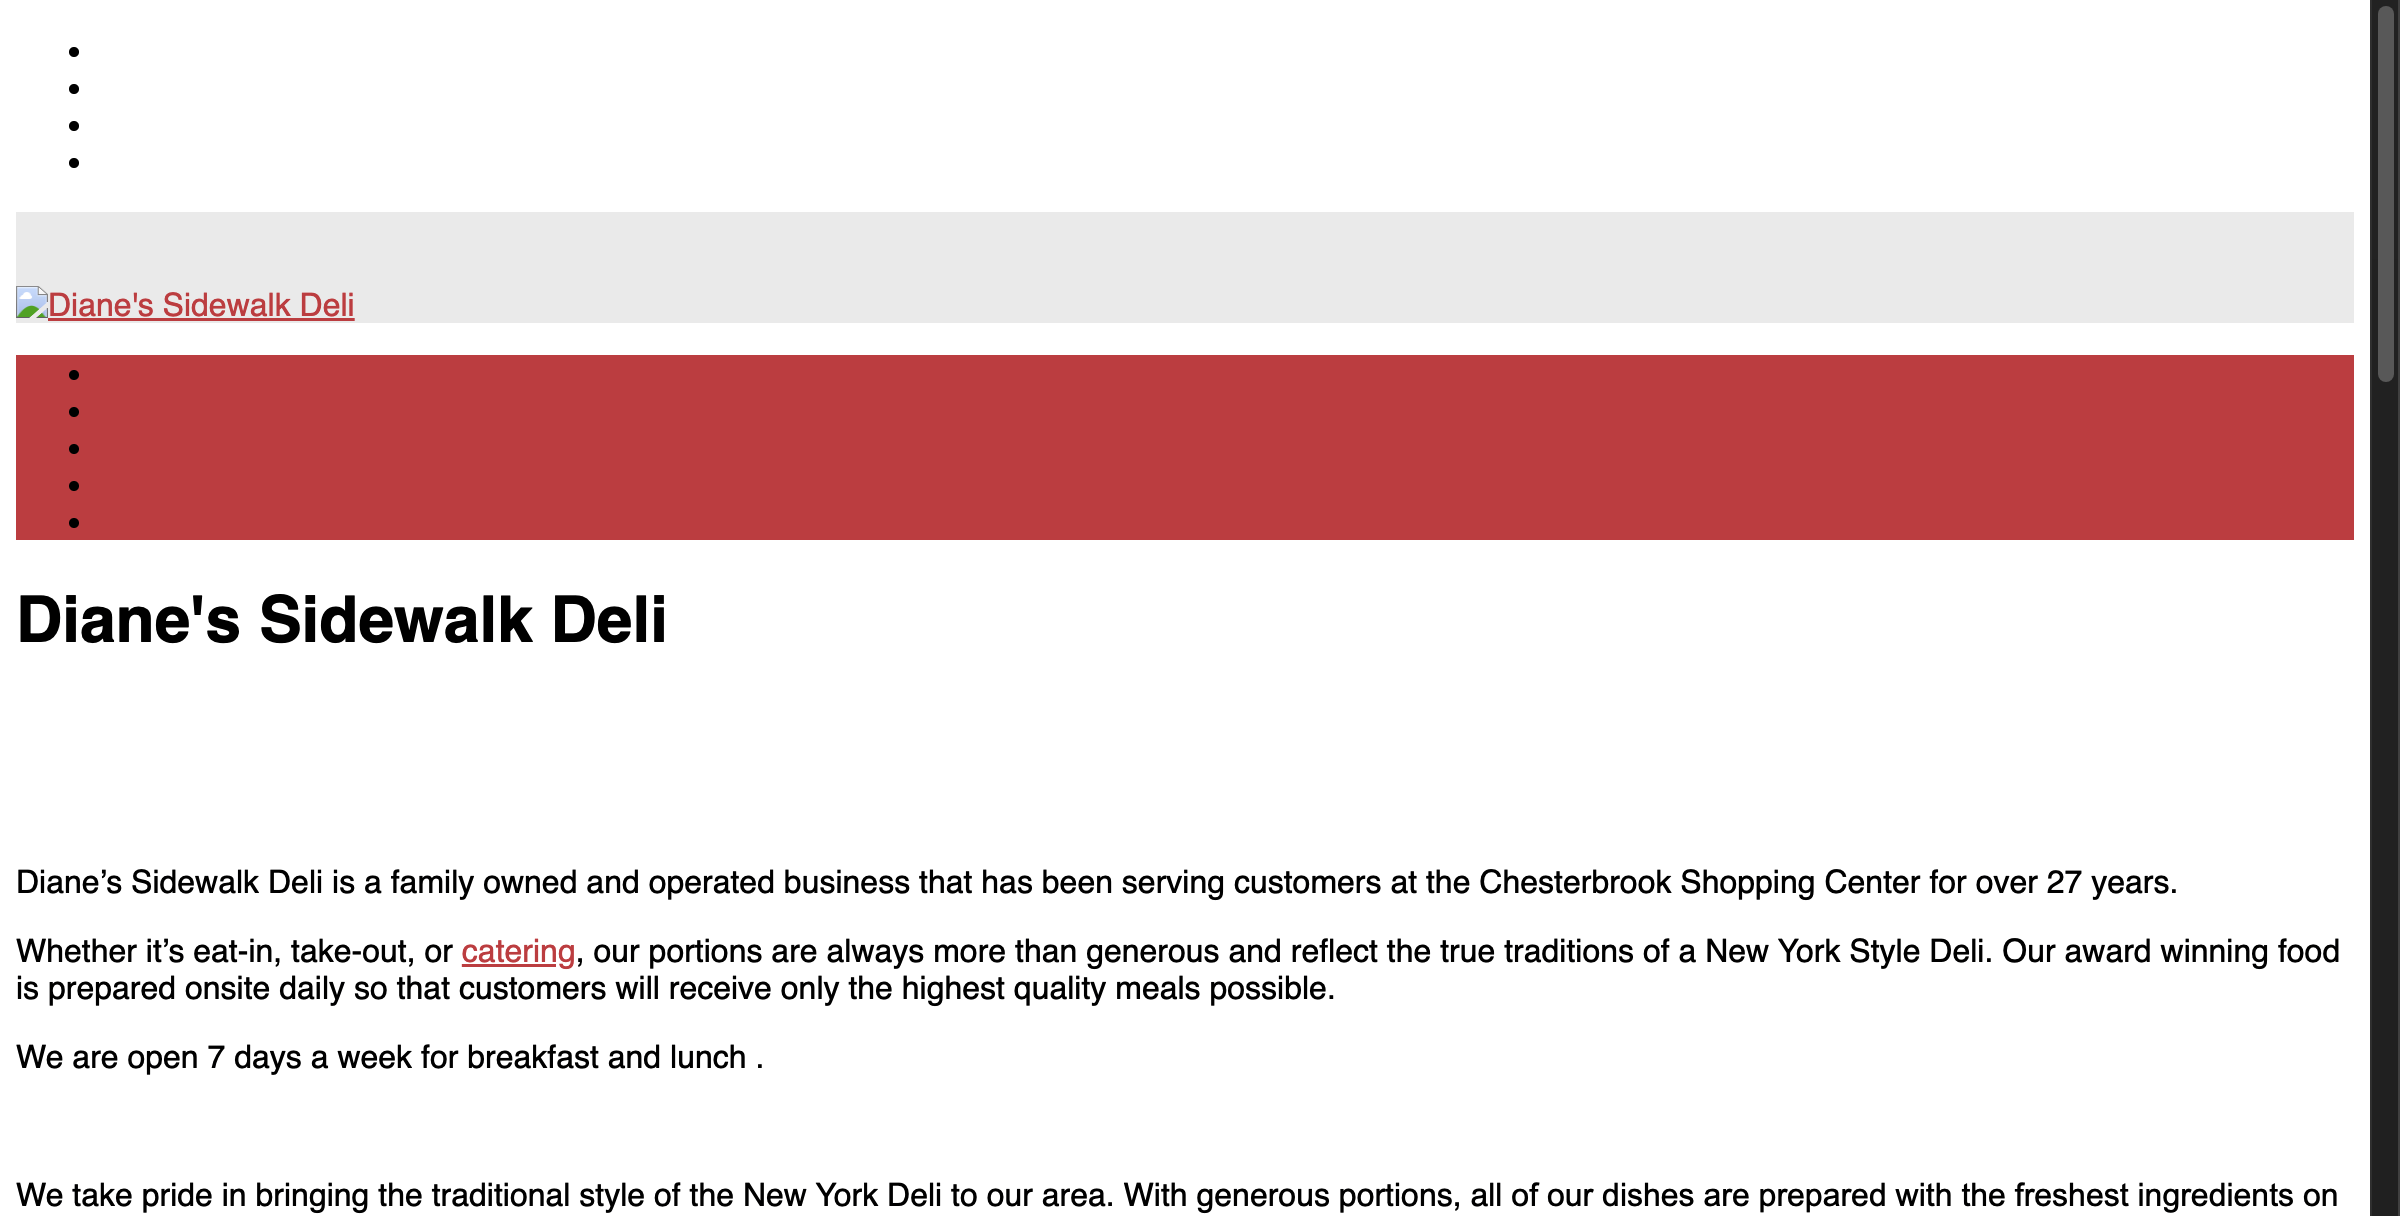 Diane's Sidewalk Deli
Diane's Sidewalk Deli
Diane’s Sidewalk Deli is a family owned and operated business that has been serving customers at the Chesterbrook Shopping Center for over 27 years.
Whether it’s eat-in, take-out, or catering, our portions are always more than generous and reflect the true traditions of a New York Style Deli. Our award winning food
is prepared onsite daily so that customers will receive only the highest quality meals possible.
We are open 7 days a week for breakfast and lunch .
We take pride in bringing the traditional style of the New York Deli to our area. With generous portions, all of our dishes are prepared with the freshest ingredients on